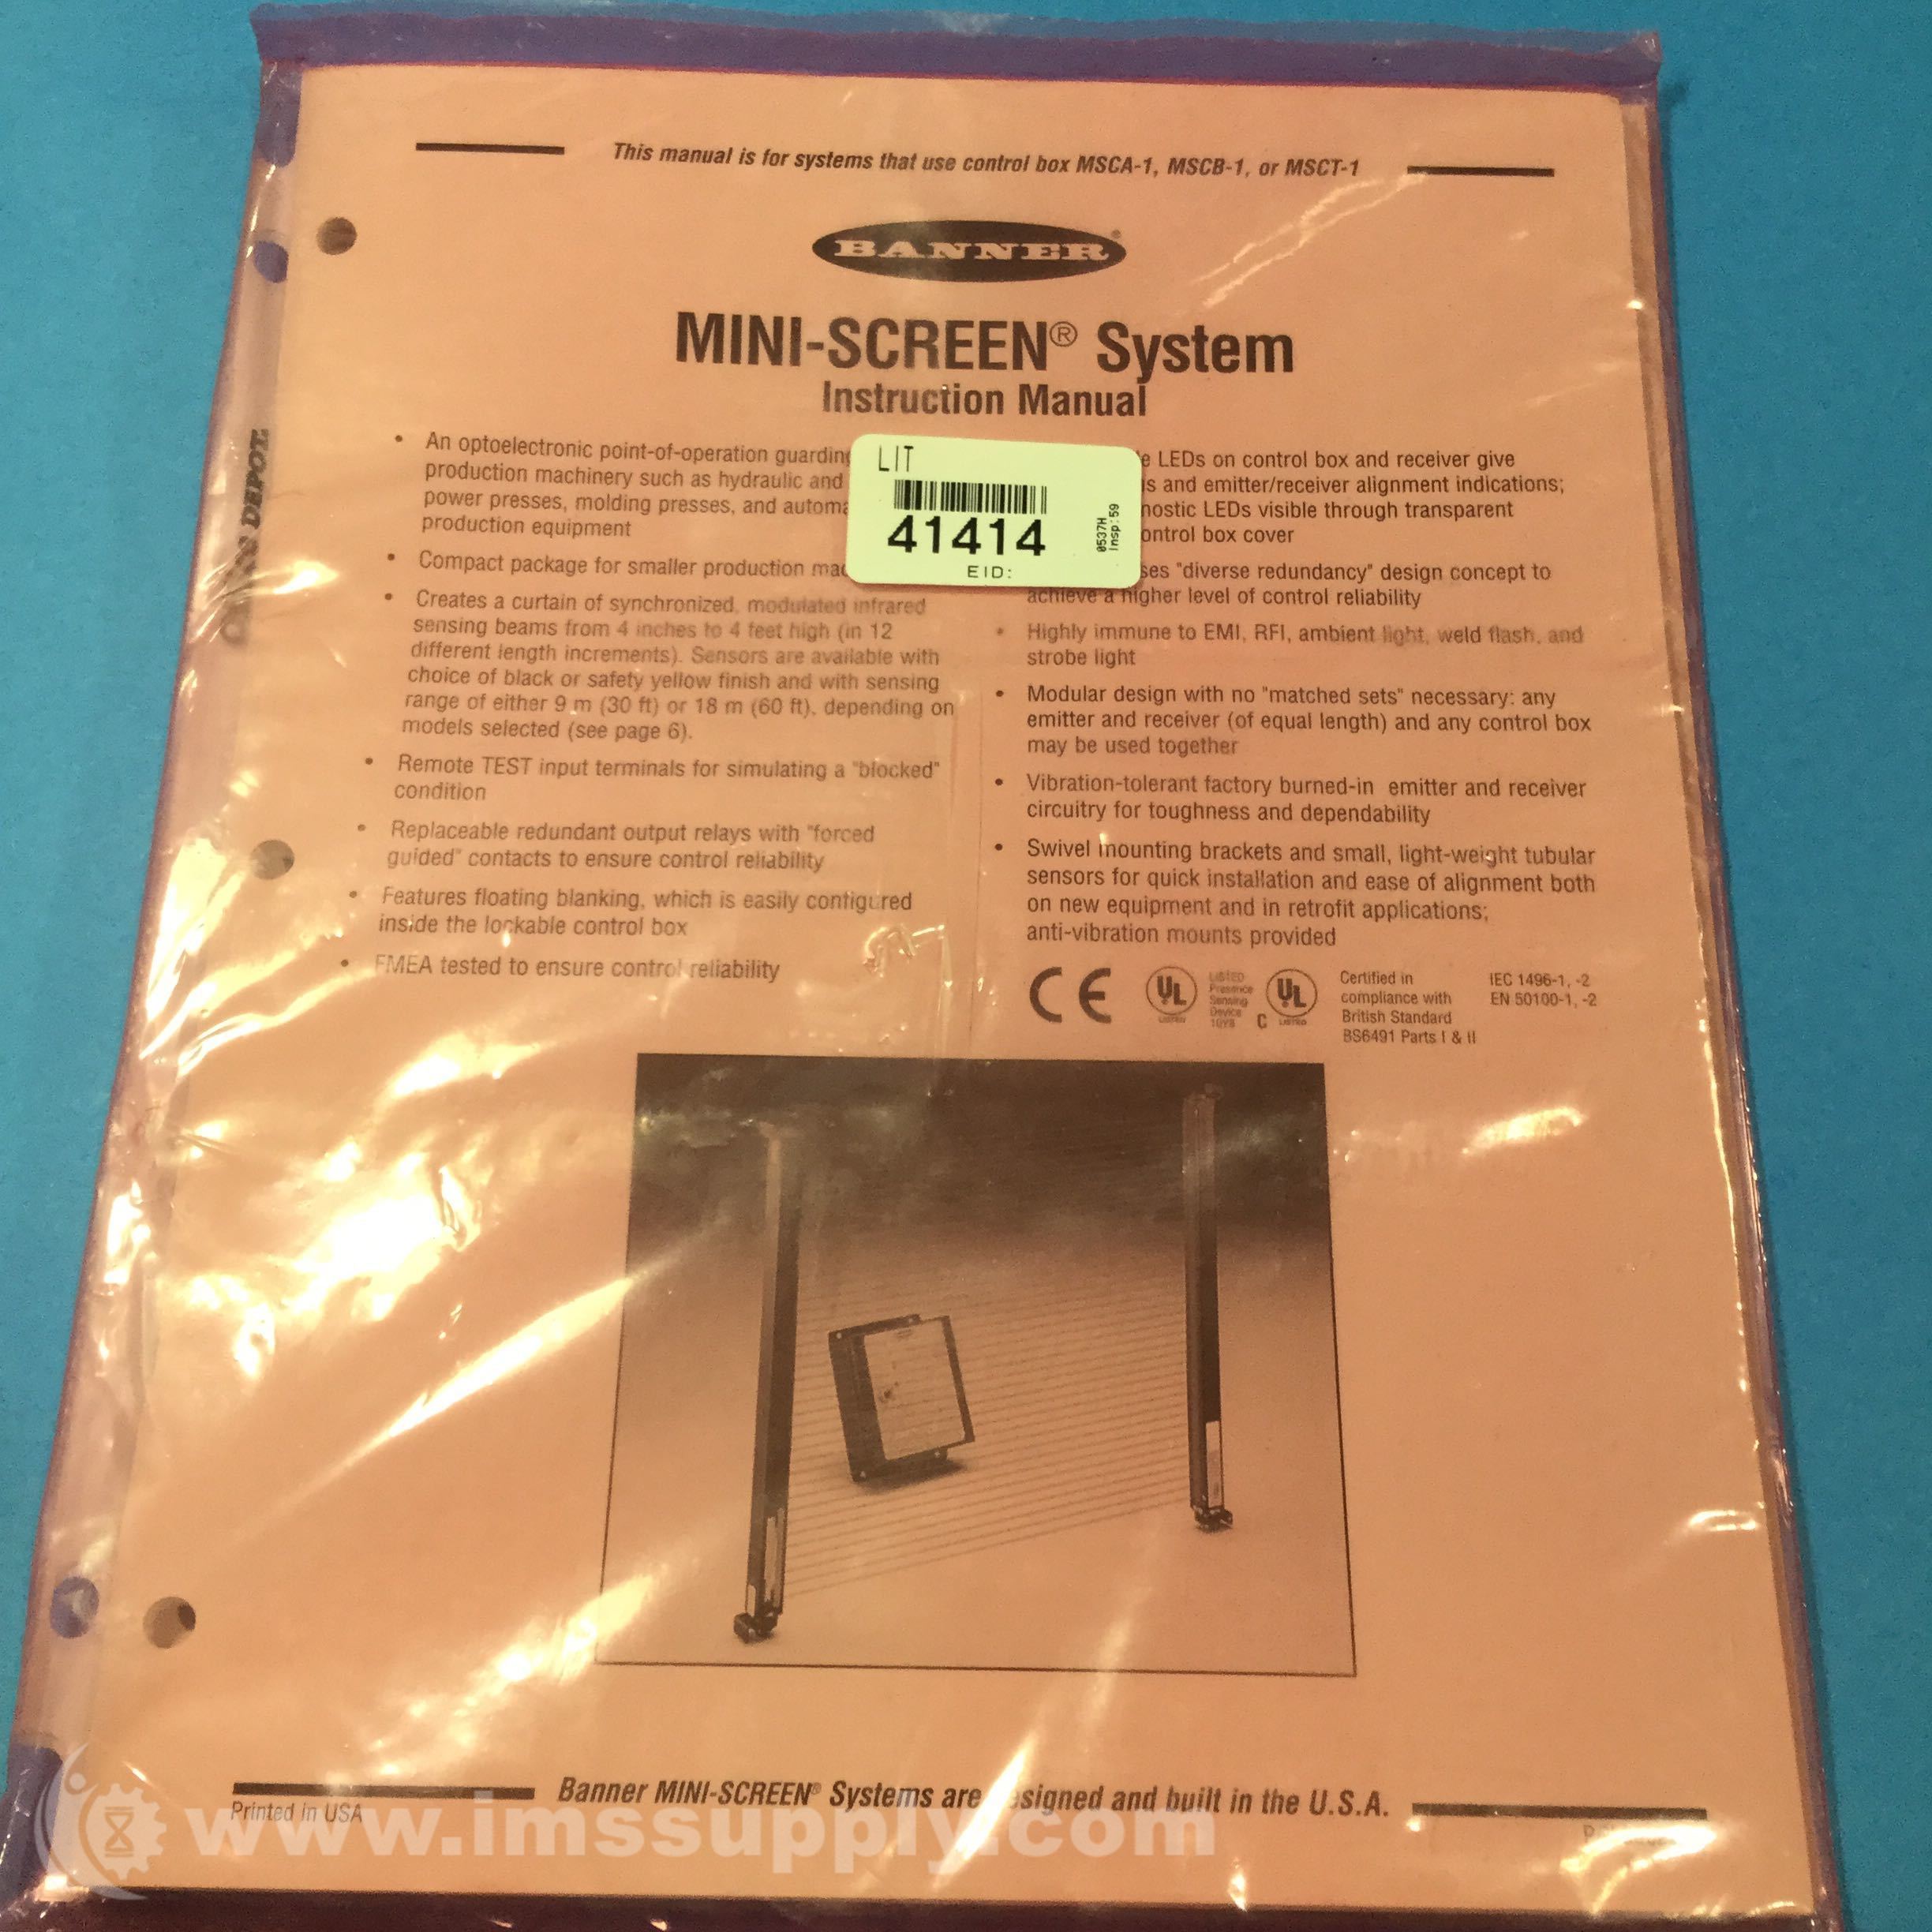 This manual is for systems that use control box MSCA-1, MSCB-1, or MSCT-1
BANNER®
MINI-SCREEN® System
Instruction Manual
• An optoelectronic point-of-operation guarding
production machinery such as hydraulic and
power presses, molding presses, and
production equipment
• Compact package for smaller production
• Creates a curtain of synchronized, modulated infrared
sensing beams from 4 inches to 4 feet high (in 12
different length increments). Sensors are available with
choice of black or safety yellow finish and with sensing
range of either 9 m (30 ft) or 18 m (60 ft), depending on
models selected (see page 6).
• Remote TEST input terminals for simulating a "blocked"
condition
• Replaceable redundant output relays with "forced
guided" contacts to ensure control reliability
• Features floating blanking, which is easily configured
inside the lockable control box
• FMEA tested to ensure control reliability
LIT
41414
EID:
0537H
Insp:59
LEDs on control box and receiver give
and emitter/receiver alignment indications;
LEDs visible through transparent
box cover
"diverse redundancy" design concept to
achieve a higher level of control reliability
• Highly immune to EMI, RFI, ambient light, weld flash, and
strobe light
• Modular design with no "matched sets" necessary: any
emitter and receiver (of equal length) and any control box
may be used together
• Vibration-tolerant factory burned-in emitter and receiver
circuitry for toughness and dependability
• Swivel mounting brackets and small, light-weight tubular
sensors for quick installation and ease of alignment both
on new equipment and in retrofit applications;
anti-vibration mounts provided
CE
UL
LISTED
LISTED
Presence
Sensing
Device
10Y8
C
UL
LISTED
Certified in
compliance with
British Standard
BS6491 Parts I & II
IEC 1496-1, -2
EN 50100-1, -2
DEPOT
Banner MINI-SCREEN® Systems are designed and built in the U.S.A.
Printed in USA
www.imssupply.com